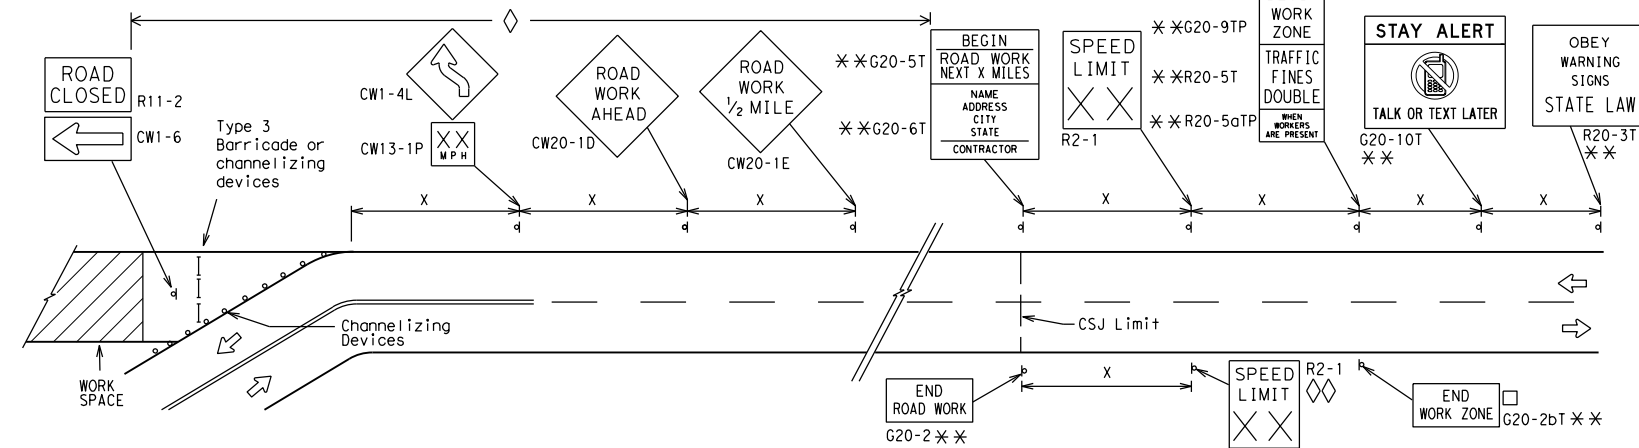 ROAD
CLOSED
R11-2
CW1-6
Type 3
Barricade or
channelizing
devices
CW1-4L
CW13-1P
XX
MPH
ROAD
WORK
AHEAD
CW20-1D
ROAD
WORK
1/2 MILE
CW20-1E
**G20-5T
**G20-6T
BEGIN
ROAD WORK
NEXT X MILES
NAME
ADDRESS
CITY
STATE
CONTRACTOR
SPEED
LIMIT
XX
R2-1
**G20-9TP
**R20-5T
**R20-5aTP
WORK
ZONE
TRAFFIC
FINES
DOUBLE
WHEN
WORKERS
ARE PRESENT
STAY ALERT
TALK OR TEXT LATER
G20-10T
**
OBEY
WARNING
SIGNS
STATE LAW
R20-3T
**
X
X
X
X
X
X
X
Channelizing
Devices
CSJ Limit
WORK
SPACE
END
ROAD WORK
G20-2**
X
SPEED
LIMIT
XX
R2-1
END
WORK ZONE
G20-2bT**